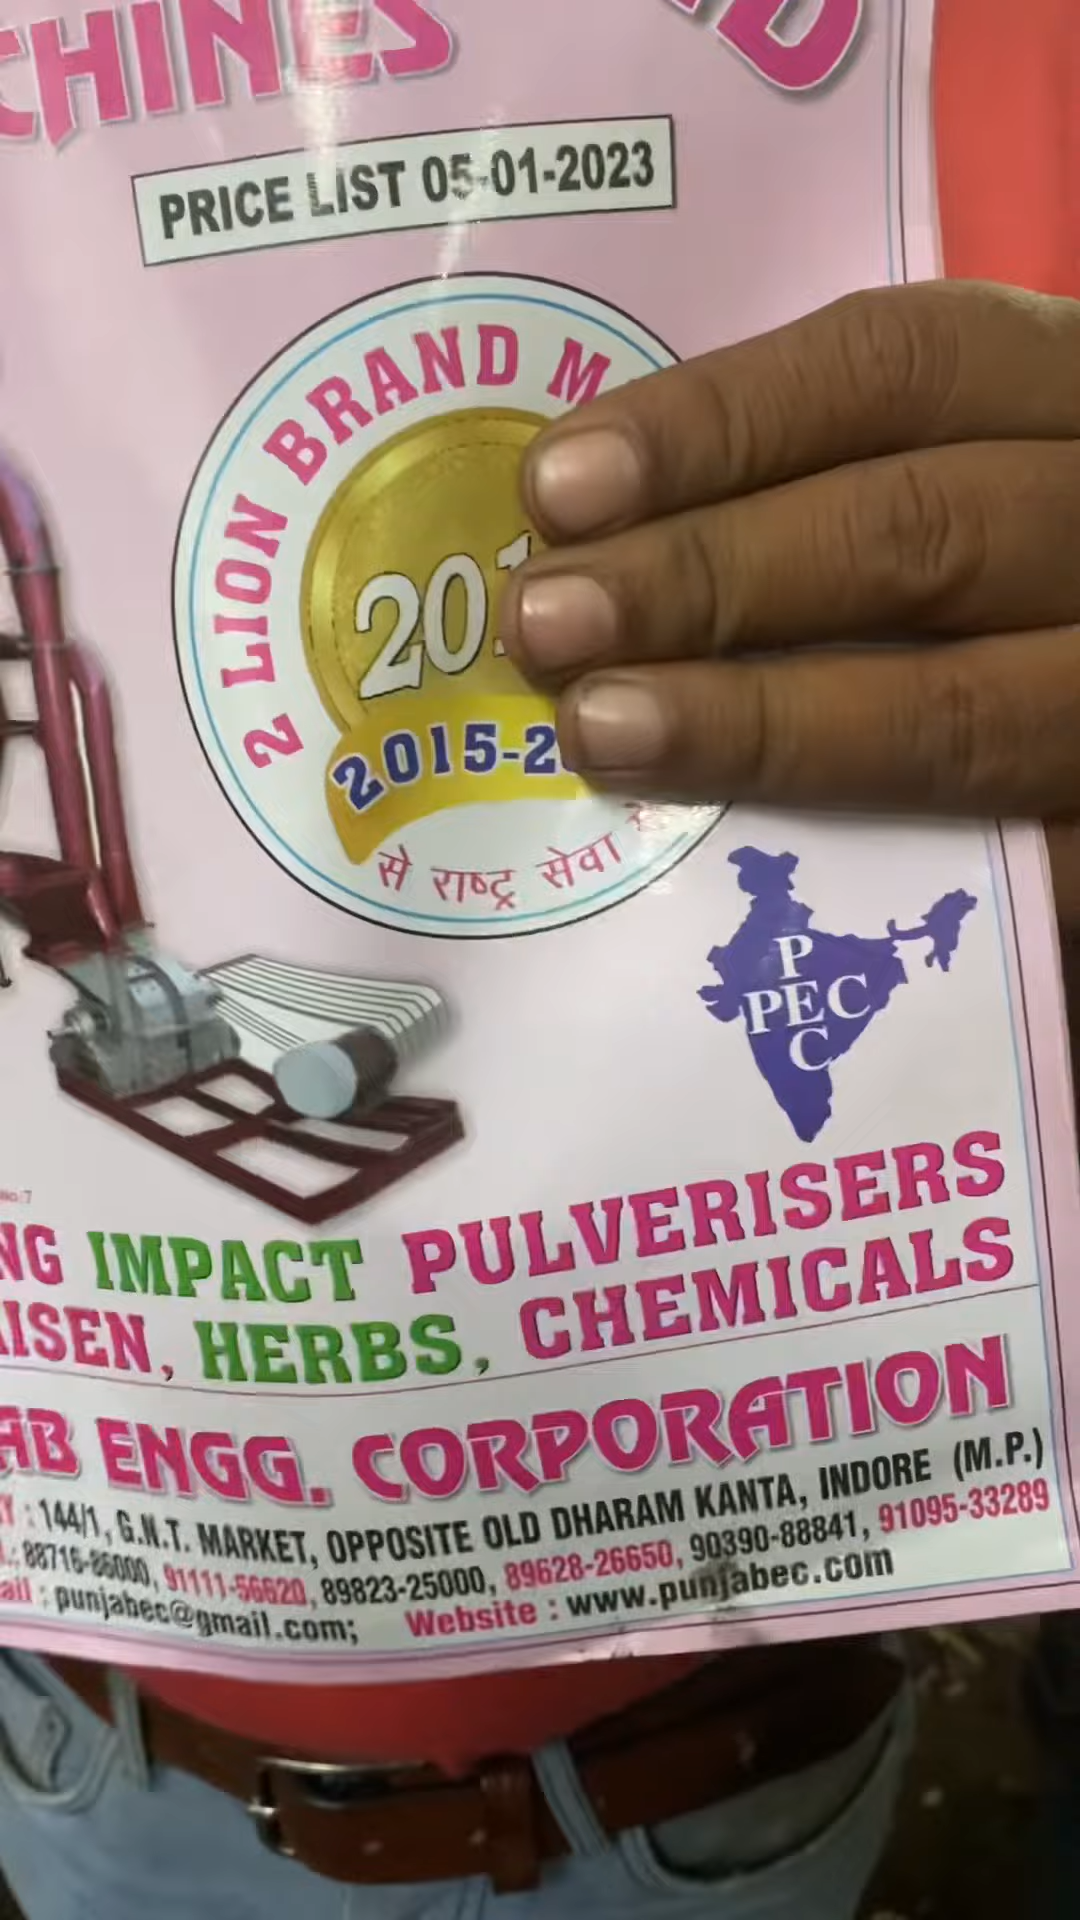 CHINES
PRICE LIST 05-01-2023
2 LION BRAND M
201
2015-2
से राष्ट्र सेवा
P
PEC
C
NG IMPACT PULVERISERS
AISEN, HERBS, CHEMICALS
AB ENGG. CORPORATION
Y : 144/1, G.N.T. MARKET, OPPOSITE OLD DHARAM KANTA, INDORE (M.P.)
88716-86000, 91111-56620, 89823-25000, 89628-26650, 90390-88841, 91095-33289
ail : punjabec@gmail.com; Website : www.punjabec.com